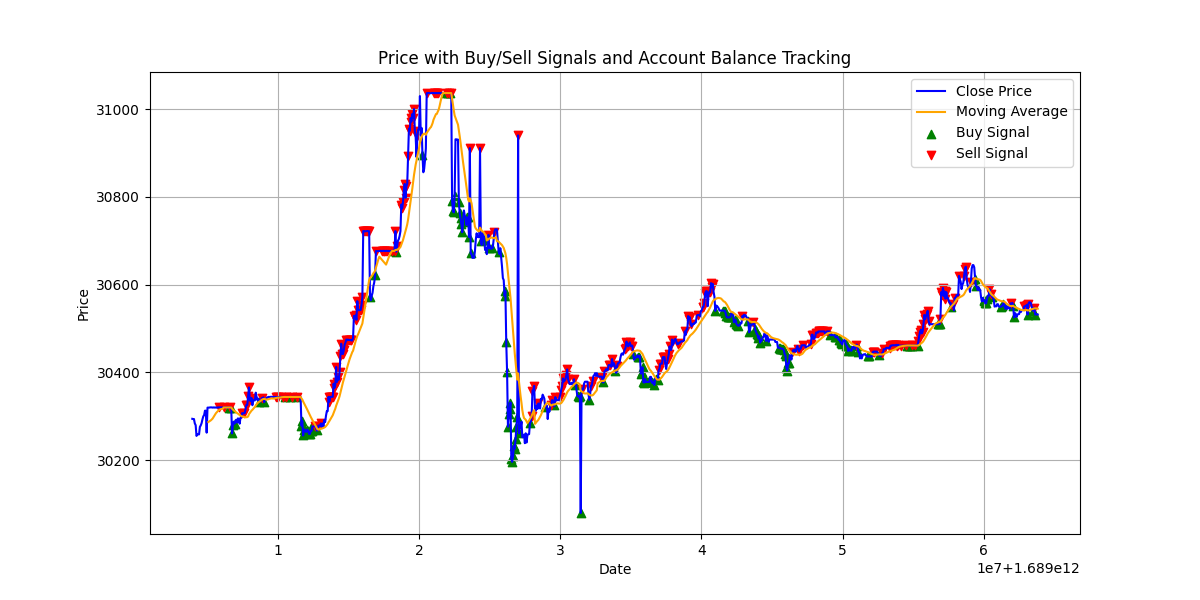 Price with Buy/Sell Signals and Account Balance Tracking
Close Price
Moving Average
Buy Signal
Sell Signal
31000
30800
30600
30400
30200
Price
1 2 3 4 5 6
1e7+1.689e12
Date